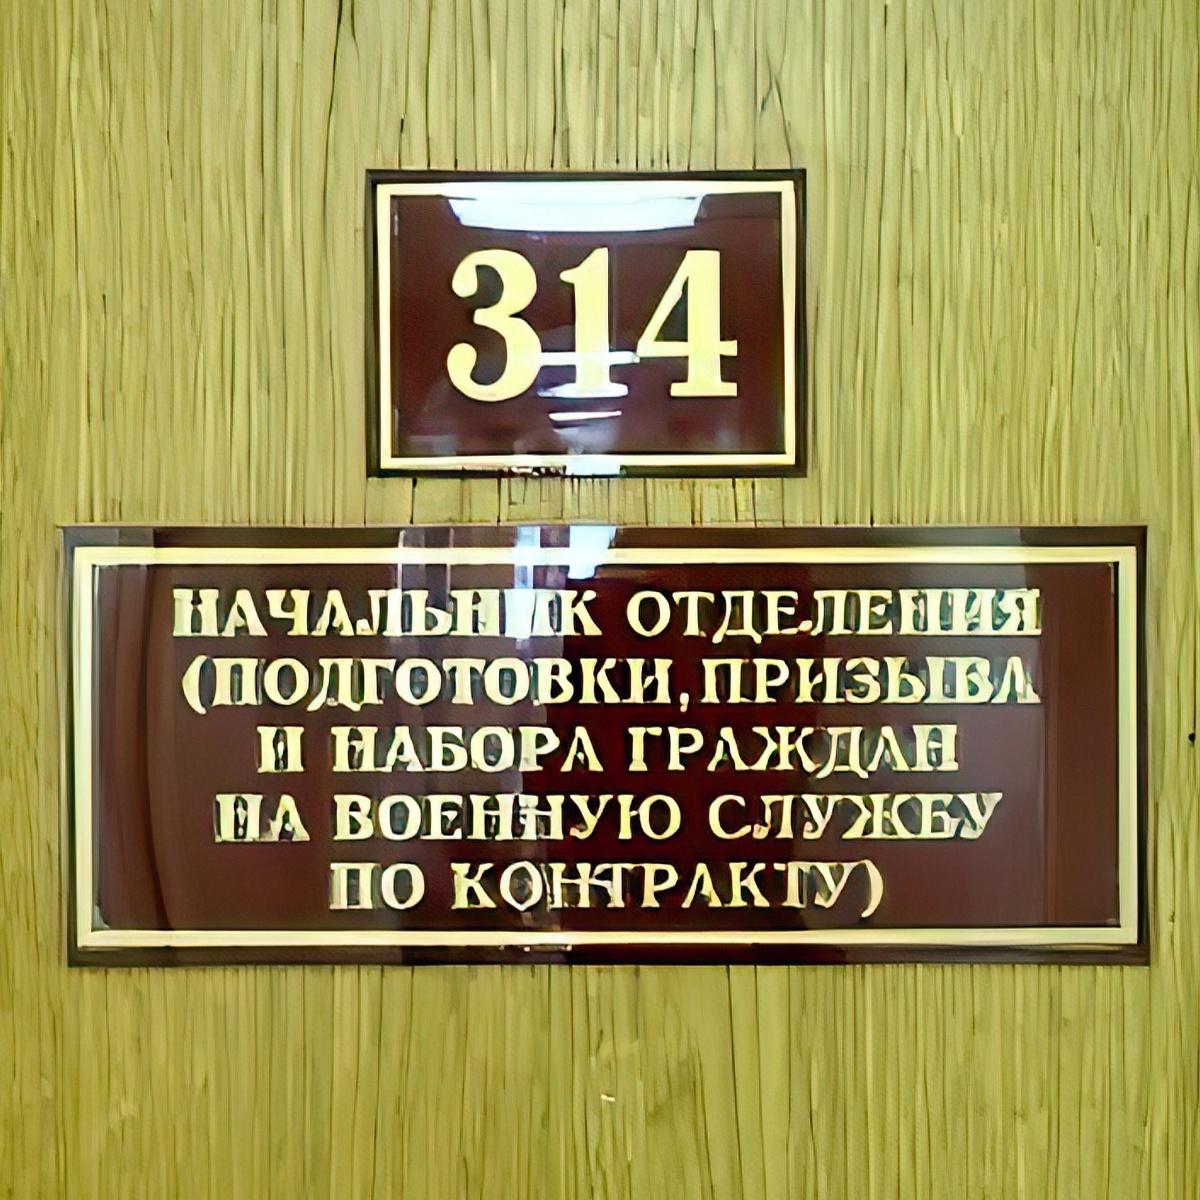 314
НАЧАЛЬНИК ОТДЕЛЕНИЯ
(ПОДГОТОВКИ, ПРИЗЫВА
И НАБОРА ГРАЖДАН
НА ВОЕННУЮ СЛУЖБУ
ПО КОНТРАКТУ)